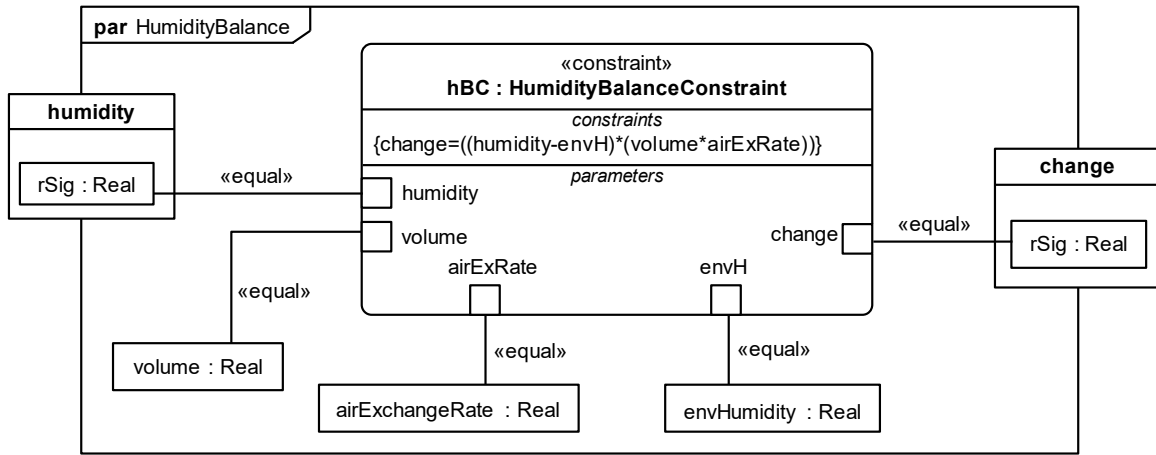 par HumidityBalance
«constraint»
hBC : HumidityBalanceConstraint
constraints
{change=((humidity-envH)*(volume*airExRate))}
parameters
humidity
rSig : Real
«equal»
humidity
volume
«equal»
volume : Real
airExRate
«equal»
airExchangeRate : Real
envH
«equal»
envHumidity : Real
change
«equal»
change
rSig : Real